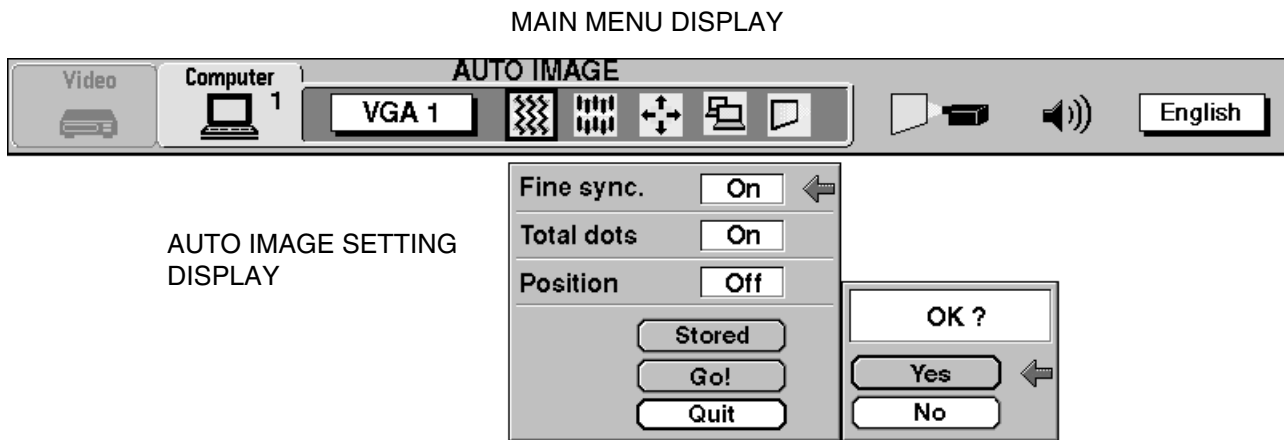 MAIN MENU DISPLAY
AUTO IMAGE
Video
Computer
1
VGA 1
English
Fine sync. On
Total dots On
Position Off
Stored
Go!
Quit
AUTO IMAGE SETTING
DISPLAY
OK ?
Yes
No